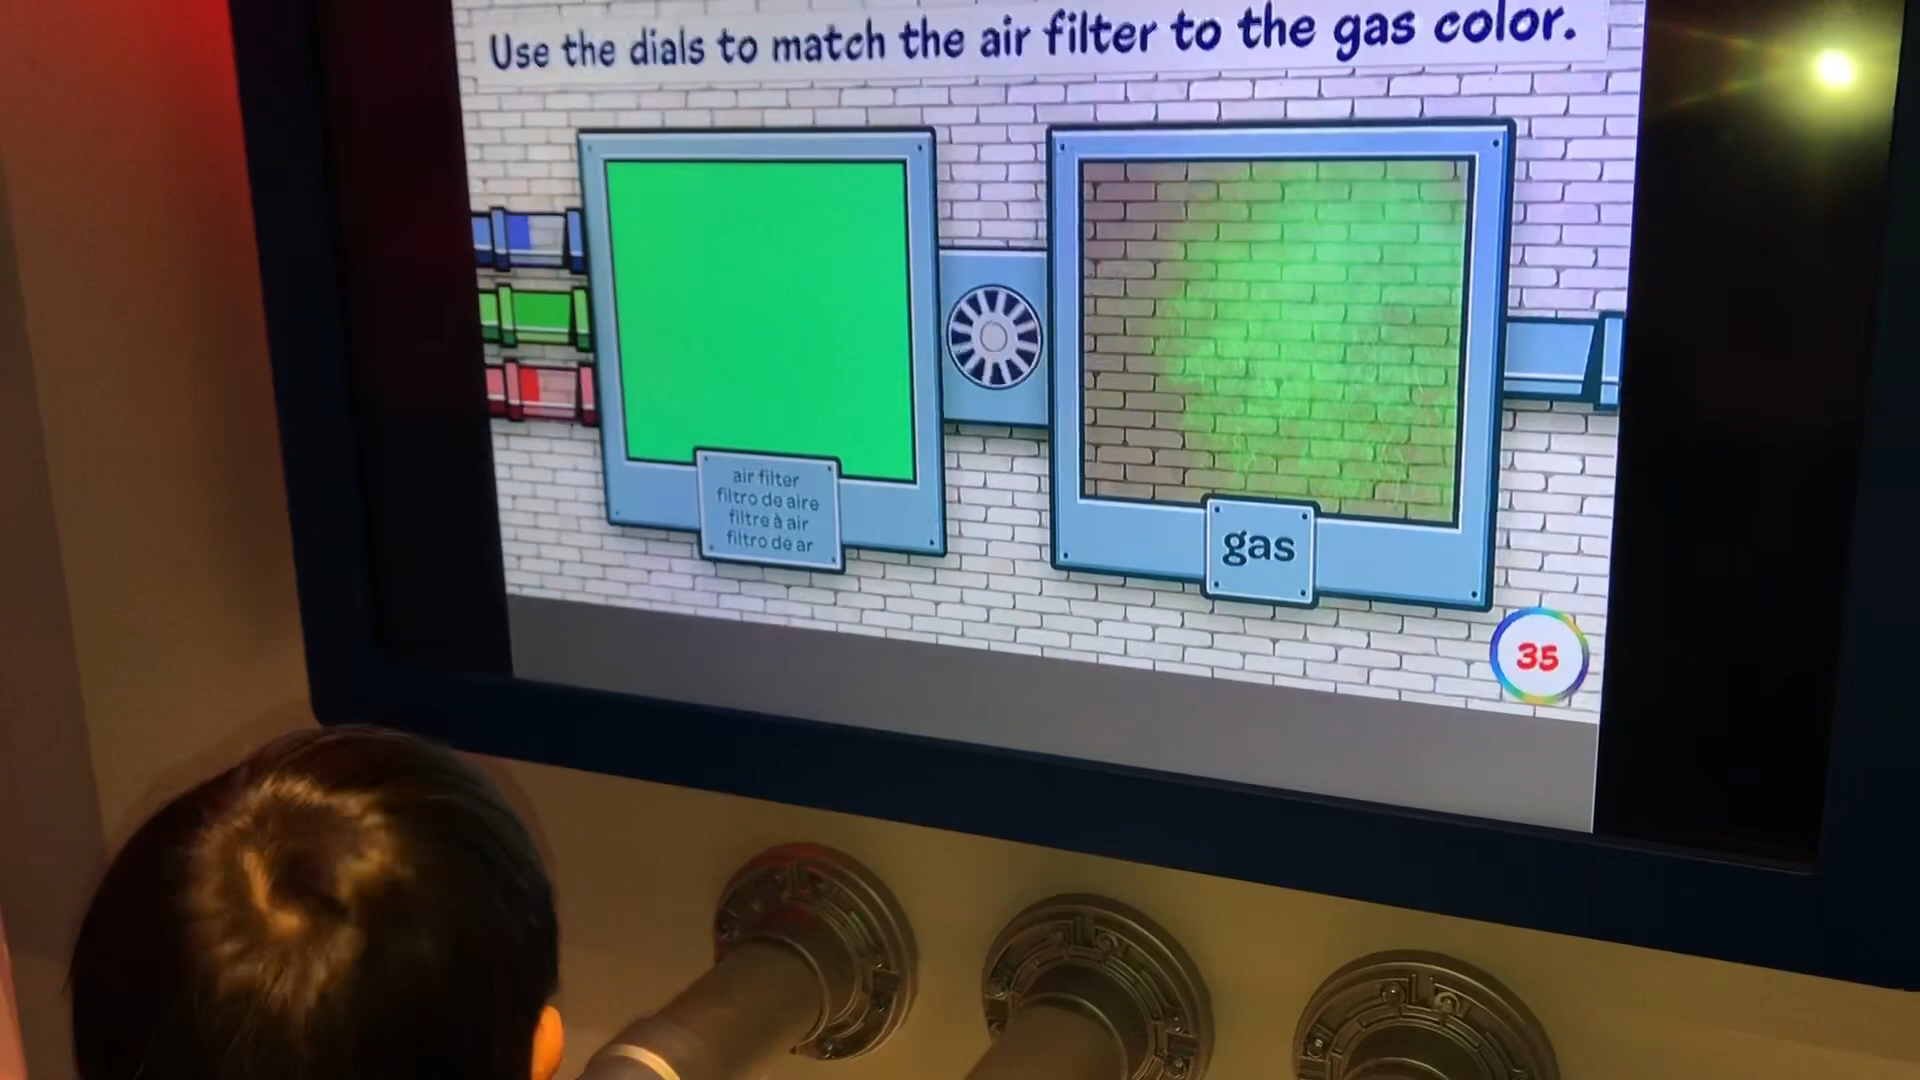 Use the dials to match the air filter to the gas color.
air filter
filtro de aire
filtre à air
filtro de ar
gas
35